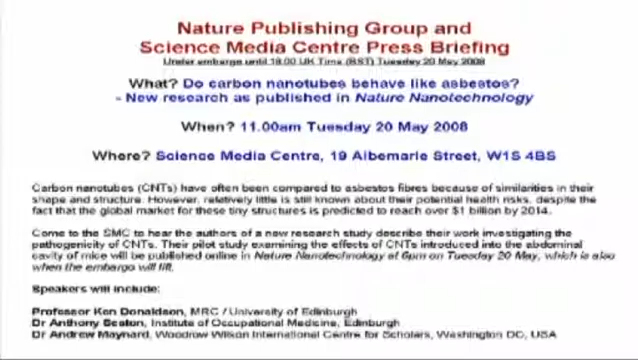 Nature Publishing Group and
Science Media Centre Press Briefing
Under embargo until 18.00 UK Time (BST) Tuesday 20 May 2008
What? Do carbon nanotubes behave like asbestos?
- New research as published in Nature Nanotechnology
When? 11.00am Tuesday 20 May 2008
Where? Science Media Centre, 19 Albemarle Street, W1S 4BS
Carbon nanotubes (CNTs) have often been compared to asbestos fibres because of similarities in their
shape and structure. However, relatively little is still known about their potential health risks, despite the
fact that the global market for these tiny structures is predicted to reach over $1 billion by 2014.
Come to the SMC to hear the authors of a new research study describe their work investigating the
pathogenicity of CNTs. Their pilot study examining the effects of CNTs introduced into the abdominal
cavity of mice will be published online in Nature Nanotechnology at 6pm on Tuesday 20 May, which is also
when the embargo will lift.
Speakers will include:
Professor Ken Donaldson, MRC / University of Edinburgh
Dr Anthony Seaton, Institute of Occupational Medicine, Edinburgh
Dr Andrew Maynard, Woodrow Wilson International Centre for Scholars, Washington DC, USA